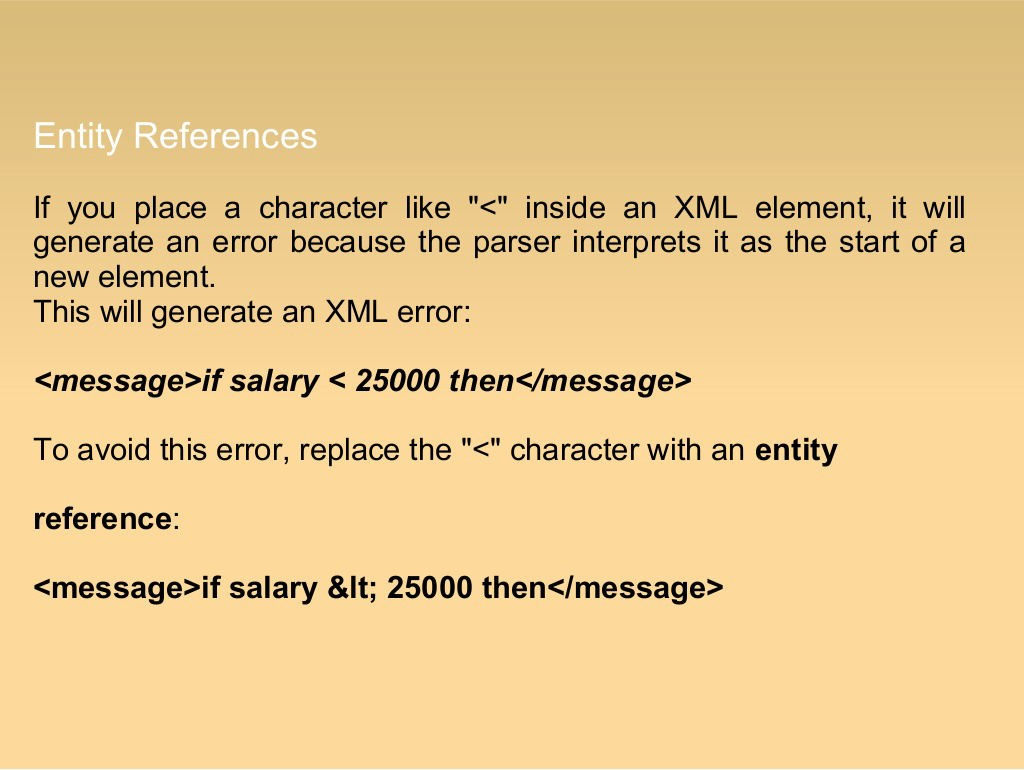 Entity References
If you place a character like "<" inside an XML element, it will
generate an error because the parser interprets it as the start of a
new element.
This will generate an XML error:
<message>if salary < 25000 then</message>
To avoid this error, replace the "<" character with an entity
reference:
<message>if salary &lt; 25000 then</message>